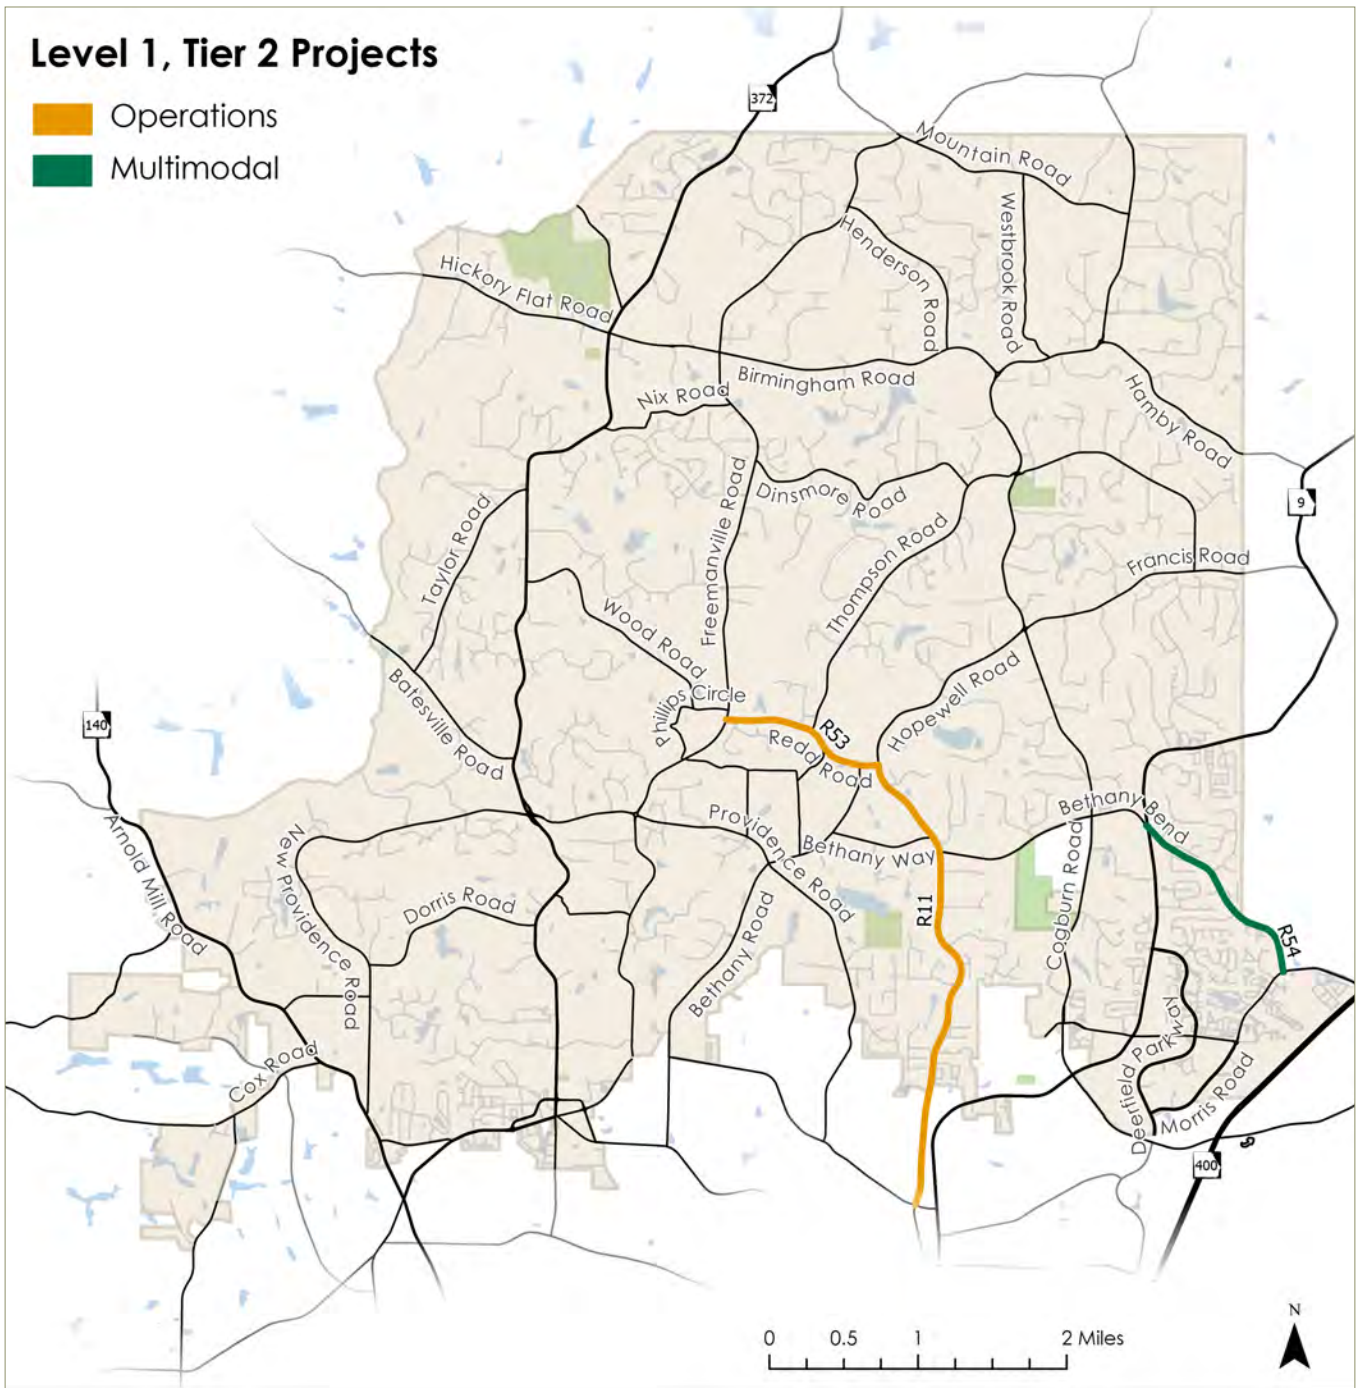 Level 1, Tier 2 Projects
Operations
Multimodal
372
Mountain Road
Westbrook Road
Henderson Road
Hickory Flat Road
Birmingham Road
Nix Road
Hamby Road
Dinsmore Road
9
Taylor Road
Freemanville Road
Thompson Road
Francis Road
Wood Road
Hopewell Road
Phillips Circle
Batesville Road
140
R53
Redd Road
Bethany Bend
Providence Road
Arnold Mill Road
New Providence Road
Bethany Way
Cogburn Road
Dorris Road
R11
R54
Bethany Road
Deerfield Parkway
Cox Road
Morris Road
9
400
N
0 0.5 1 2 Miles